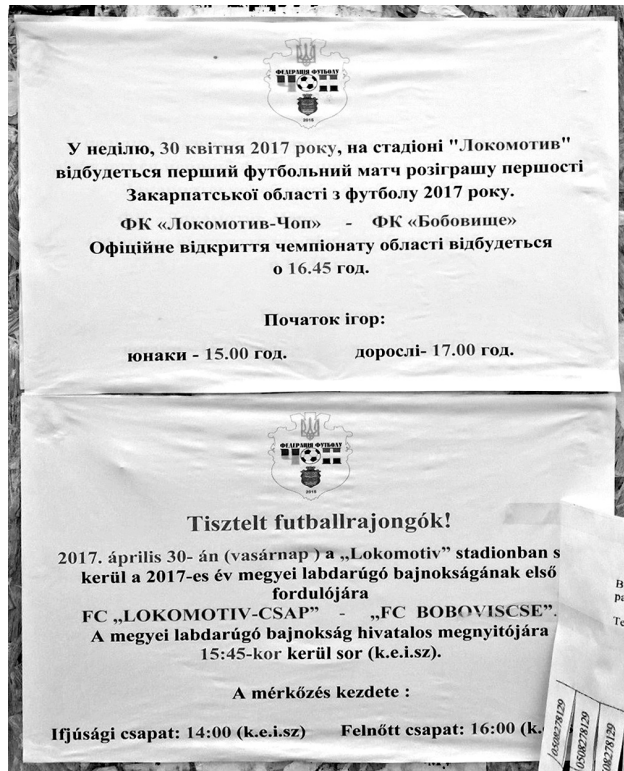 ФЕДЕРАЦІЯ ФУТБОЛУ
У неділю, 30 квітня 2017 року, на стадіоні "Локомотив"
відбудеться перший футбольний матч розіграшу першості
Закарпатської області з футболу 2017 року.
ФК «Локомотив-Чоп» - ФК «Бобовище»
Офіційне відкриття чемпіонату області відбудеться
о 16.45 год.
Початок ігор:
юнаки - 15.00 год. дорослі- 17.00 год.
ФЕДЕРАЦІЯ ФУТБОЛУ
Tisztelt futballrajongók!
2017. április 30- án (vasárnap ) a „Lokomotiv” stadionban s
kerül a 2017-es év megyei labdarúgó bajnokságának első
fordulójára
FC „LOKOMOTIV-CSAP” - „FC BOBOVISCSE”.
A megyei labdarúgó bajnokság hivatalos megnyitójára
15:45-kor kerül sor (k.e.i.sz).
A mérkőzés kezdete :
Ifjúsági csapat: 14:00 (k.e.i.sz) Felnőtt csapat: 16:00 (k.
0508278129
0508278129